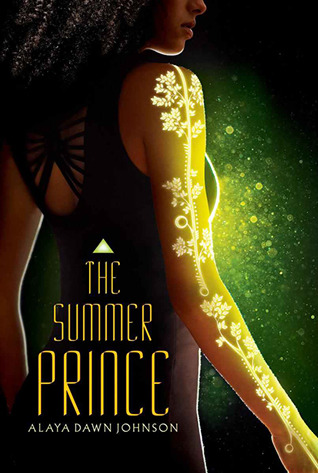 THE
SUMMER
PRINCE
ALAYA DAWN JOHNSON